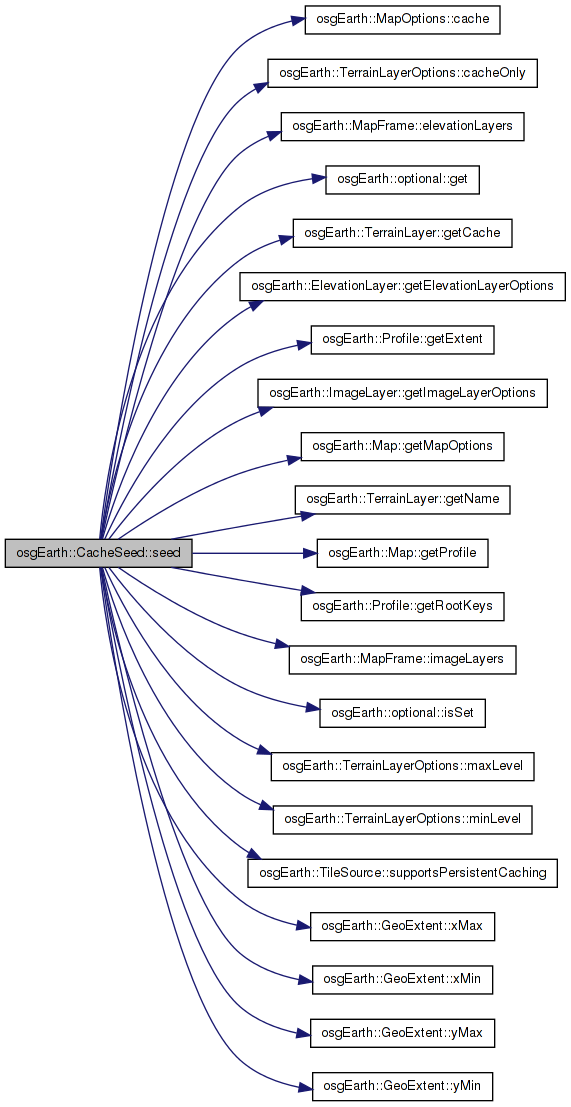 osgEarth::MapOptions::cache
osgEarth::TerrainLayerOptions::cacheOnly
osgEarth::MapFrame::elevationLayers
osgEarth::optional::get
osgEarth::TerrainLayer::getCache
osgEarth::ElevationLayer::getElevationLayerOptions
osgEarth::Profile::getExtent
osgEarth::ImageLayer::getImageLayerOptions
osgEarth::Map::getMapOptions
osgEarth::TerrainLayer::getName
osgEarth::CacheSeed::seed
osgEarth::Map::getProfile
osgEarth::Profile::getRootKeys
osgEarth::MapFrame::imageLayers
osgEarth::optional::isSet
osgEarth::TerrainLayerOptions::maxLevel
osgEarth::TerrainLayerOptions::minLevel
osgEarth::TileSource::supportsPersistentCaching
osgEarth::GeoExtent::xMax
osgEarth::GeoExtent::xMin
osgEarth::GeoExtent::yMax
osgEarth::GeoExtent::yMin